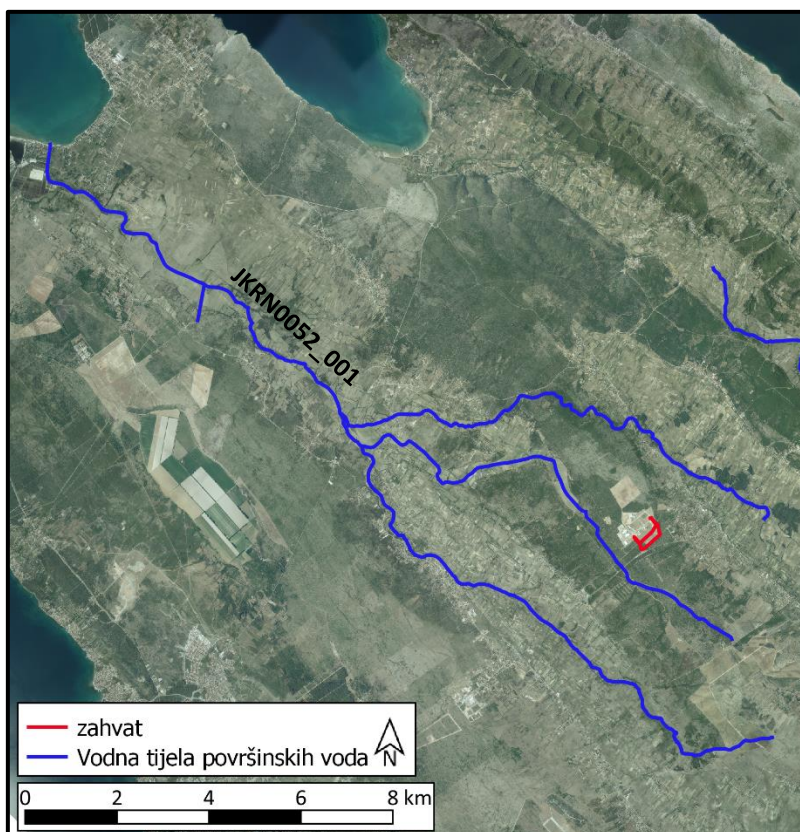 JKRN0052_001
zahvat
Vodna tijela površinskih voda
N
0 2 4 6 8 km